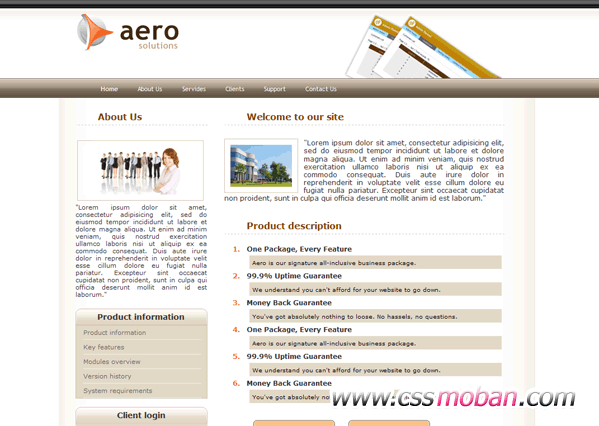 aero
solutions
Home About Us Servides Clients Support Contact Us
About Us
"Lorem ipsum dolor sit amet, consectetur adipisicing elit, sed do eiusmod tempor incididunt ut labore et dolore magna aliqua. Ut enim ad minim veniam, quis nostrud exercitation ullamco laboris nisi ut aliquip ex ea commodo consequat. Duis aute irure dolor in reprehenderit in voluptate velit esse cillum dolore eu fugiat nulla pariatur. Excepteur sint occaecat cupidatat non proident, sunt in culpa qui officia deserunt mollit anim id est laborum."
Product information
Product information
Key features
Modules overview
Version history
System requirements
Client login
Welcome to our site
"Lorem ipsum dolor sit amet, consectetur adipisicing elit,
sed do eiusmod tempor incididunt ut labore et dolore
magna aliqua. Ut enim ad minim veniam, quis nostrud
exercitation ullamco laboris nisi ut aliquip ex ea
commodo consequat. Duis aute irure dolor in
reprehenderit in voluptate velit esse cillum dolore eu
fugiat nulla pariatur. Excepteur sint occaecat cupidatat
non proident, sunt in culpa qui officia deserunt mollit anim id est laborum."
Product description
1. One Package, Every Feature
Aero is our signature all-inclusive business package.
2. 99.9% Uptime Guarantee
We understand you can't afford for your website to go down.
3. Money Back Guarantee
You've got absolutely nothing to loose. No hassels, no questions.
4. One Package, Every Feature
Aero is our signature all-inclusive business package.
5. 99.9% Uptime Guarantee
We understand you can't afford for your website to go down.
6. Money Back Guarantee
You've got absolutely no
www.cssmoban.com